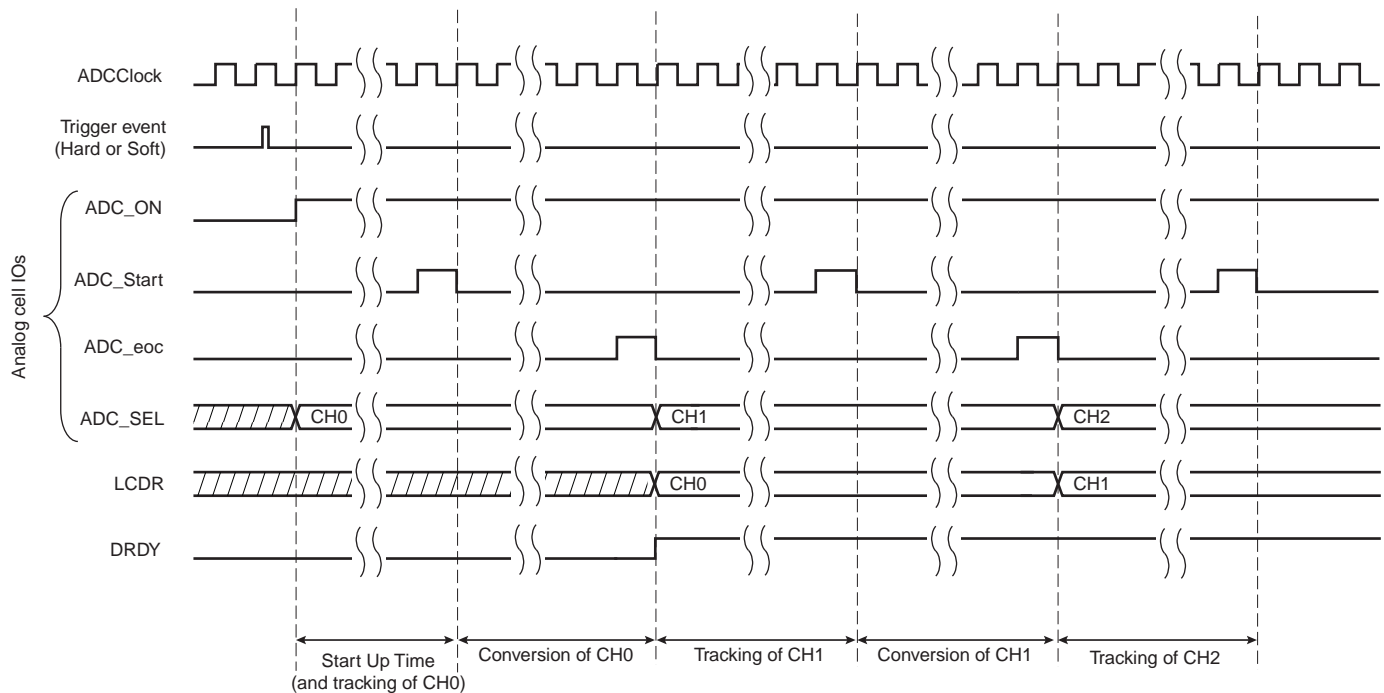 ADCClock
Trigger event
(Hard or Soft)
Analog cell IOs
ADC_ON
ADC_Start
ADC_eoc
ADC_SEL
CH0
CH1
CH2
LCDR
CH0
CH1
DRDY
Start Up Time
(and tracking of CH0)
Conversion of CH0
Tracking of CH1
Conversion of CH1
Tracking of CH2